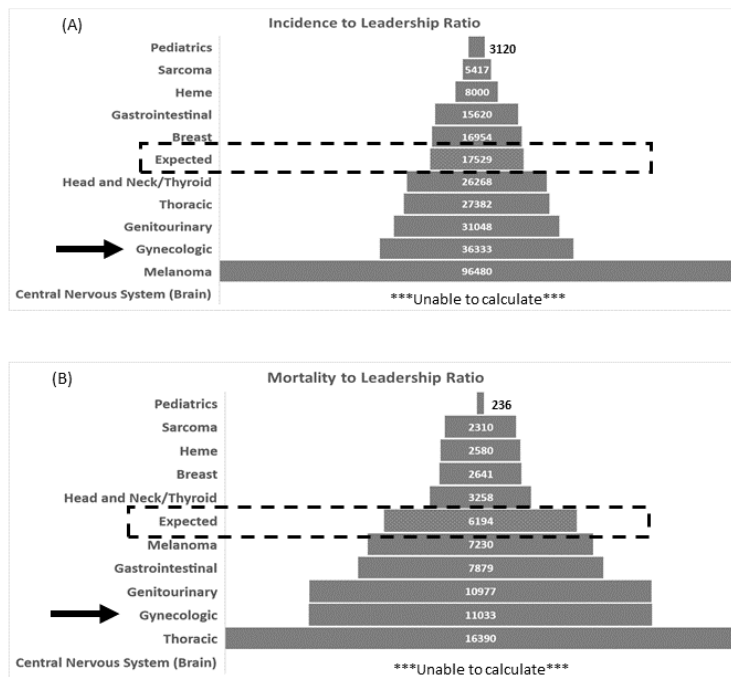 (A)
Incidence to Leadership Ratio
Pediatrics 3120
Sarcoma 5417
Heme 8000
Gastrointestinal 15620
Breast 16954
Expected 17529
Head and Neck/Thyroid 26268
Thoracic 27382
Genitourinary 31048
Gynecologic 36333
Melanoma 96480
Central Nervous System (Brain) ***Unable to calculate***
(B)
Mortality to Leadership Ratio
Pediatrics 236
Sarcoma 2310
Heme 2580
Breast 2641
Head and Neck/Thyroid 3258
Expected 6194
Melanoma 7230
Gastrointestinal 7879
Genitourinary 10977
Gynecologic 11033
Thoracic 16390
Central Nervous System (Brain) ***Unable to calculate***